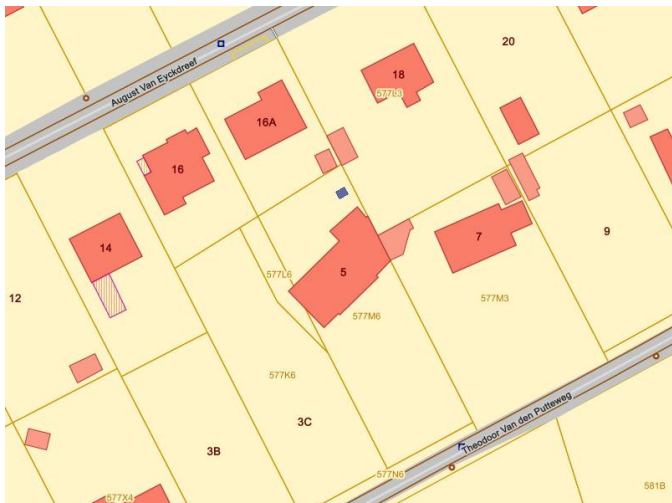 20
August Van Eyckdreef
18
577G3
16A
16
14
7
9
5
577L6
12
577M3
577M6
577K6
3C
Theodoor Van den Putteweg
3B
577N6
577X4
581B